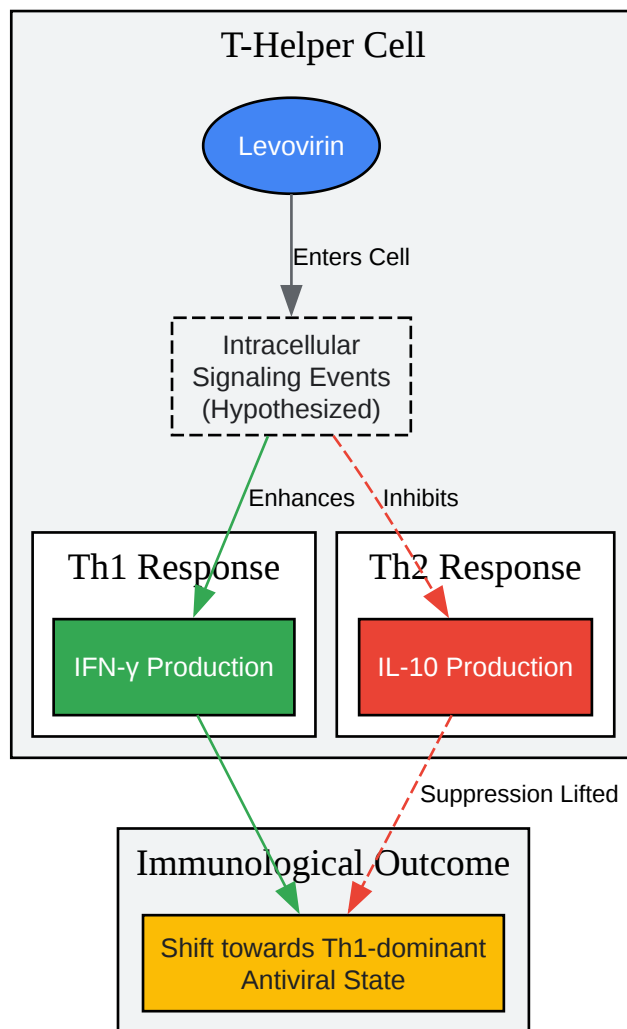 T-Helper Cell
Levovirin
Enters Cell
Intracellular
Signaling Events
(Hypothesized)
Enhances
Inhibits
Th1 Response
Th2 Response
IFN-γ Production
IL-10 Production
Suppression Lifted
Immunological Outcome
Shift towards Th1-dominant
Antiviral State